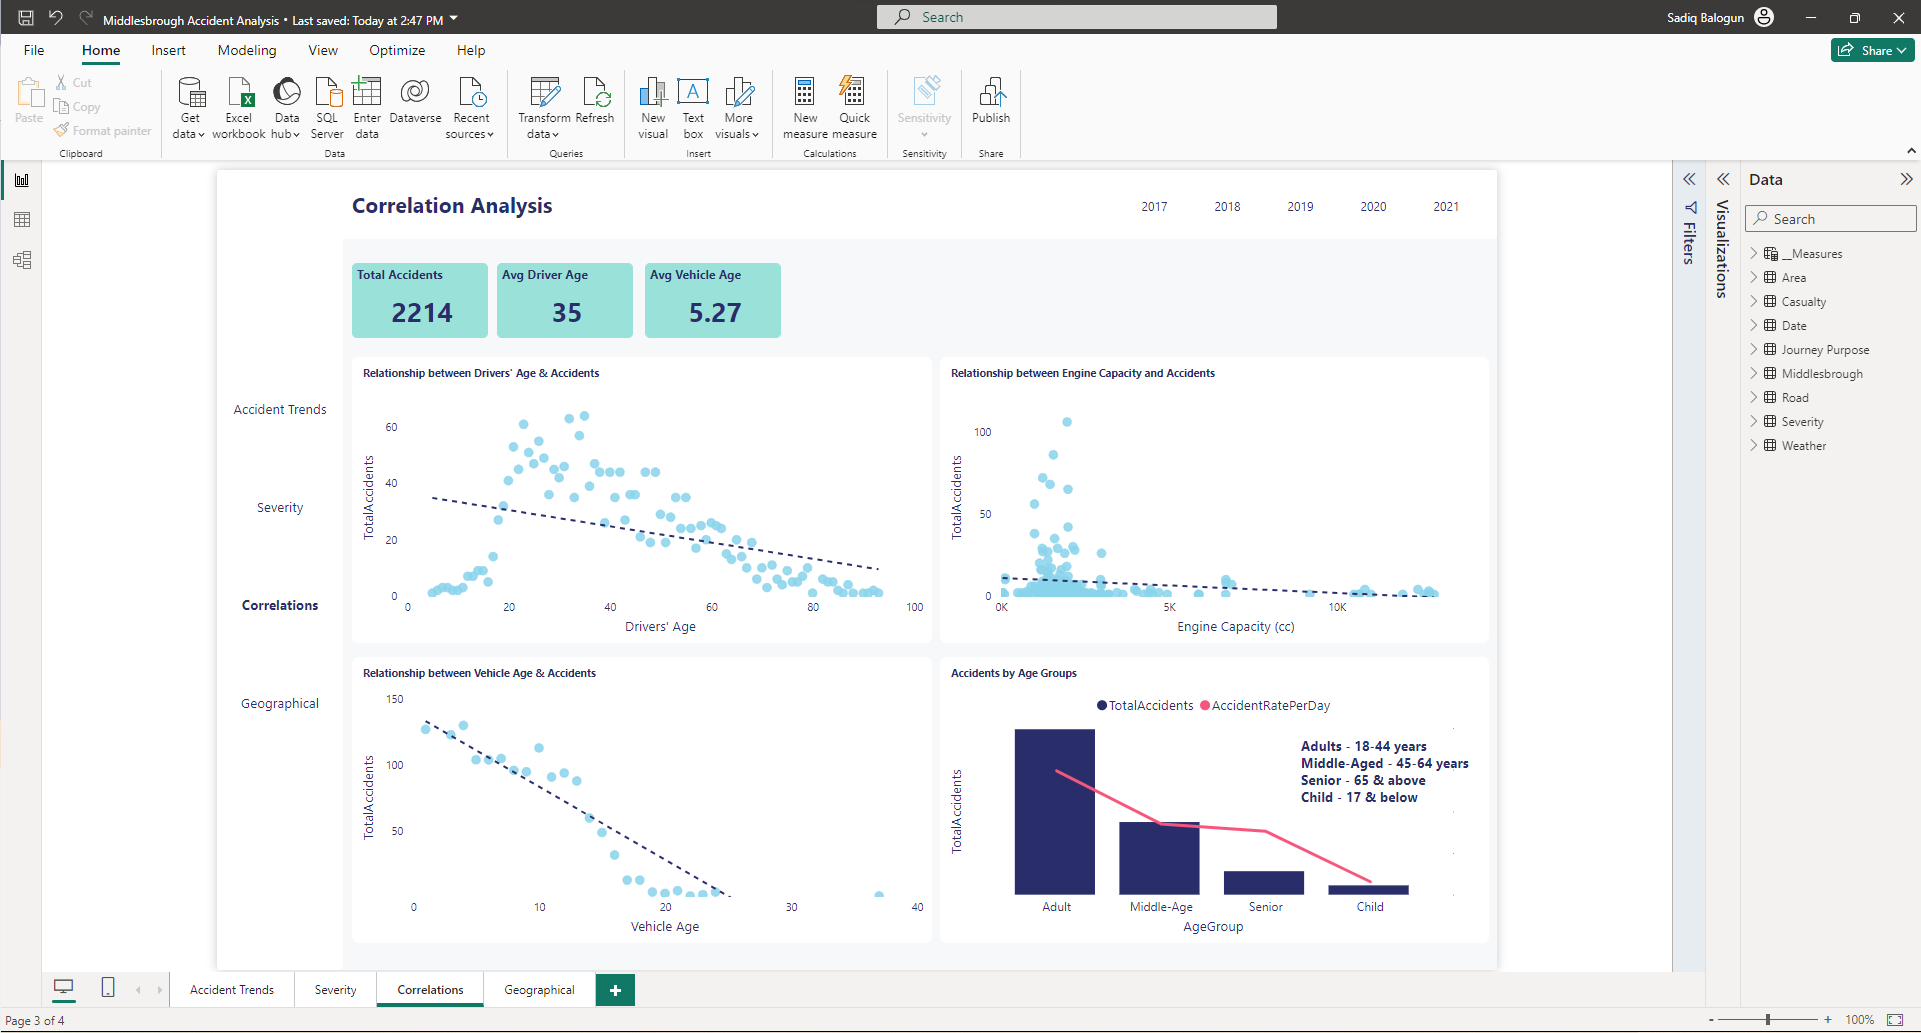 Middlesbrough Accident Analysis • Last saved: Today at 2:47 PM
Search
Sadiq Balogun
File Home Insert Modeling View Optimize Help
Share
Paste
Cut
Copy
Format painter
Clipboard
Get data
Excel workbook
Data hub
SQL Server
Enter data
Dataverse
Recent sources
Data
Transform data
Refresh
Queries
New visual
Text box
More visuals
Insert
New measure
Quick measure
Calculations
Sensitivity
Sensitivity
Publish
Share
Correlation Analysis
2017 2018 2019 2020 2021
Total Accidents
2214
Avg Driver Age
35
Avg Vehicle Age
5.27
Accident Trends
Severity
Correlations
Geographical
Relationship between Drivers' Age & Accidents
TotalAccidents
60
40
20
0
0 20 40 60 80 100
Drivers' Age
Relationship between Engine Capacity and Accidents
TotalAccidents
100
50
0
0K 5K 10K
Engine Capacity (cc)
Relationship between Vehicle Age & Accidents
TotalAccidents
150
100
50
0 10 20 30 40
Vehicle Age
Accidents by Age Groups
TotalAccidents AccidentRatePerDay
Adults - 18-44 years
Middle-Aged - 45-64 years
Senior - 65 & above
Child - 17 & below
TotalAccidents
Adult Middle-Age Senior Child
AgeGroup
Filters
Visualizations
Data
Search
__Measures
Area
Casualty
Date
Journey Purpose
Middlesbrough
Road
Severity
Weather
Accident Trends Severity Correlations Geographical +
Page 3 of 4
- + 100%